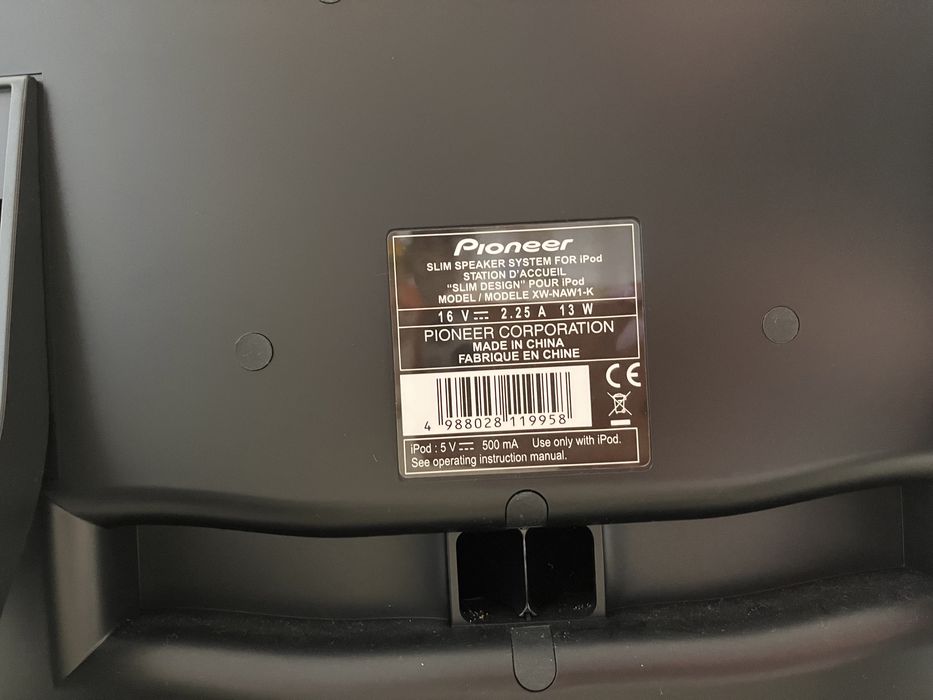 Pioneer
SLIM SPEAKER SYSTEM FOR iPod
STATION D'ACCUEIL
"SLIM DESIGN" POUR iPod
MODEL / MODELE XW-NAW1-K
16 V⎓ 2.25 A 13 W
PIONEER CORPORATION
MADE IN CHINA
FABRIQUE EN CHINE
CE
4 988028 119958
iPod : 5 V⎓ 500 mA Use only with iPod.
See operating instruction manual.